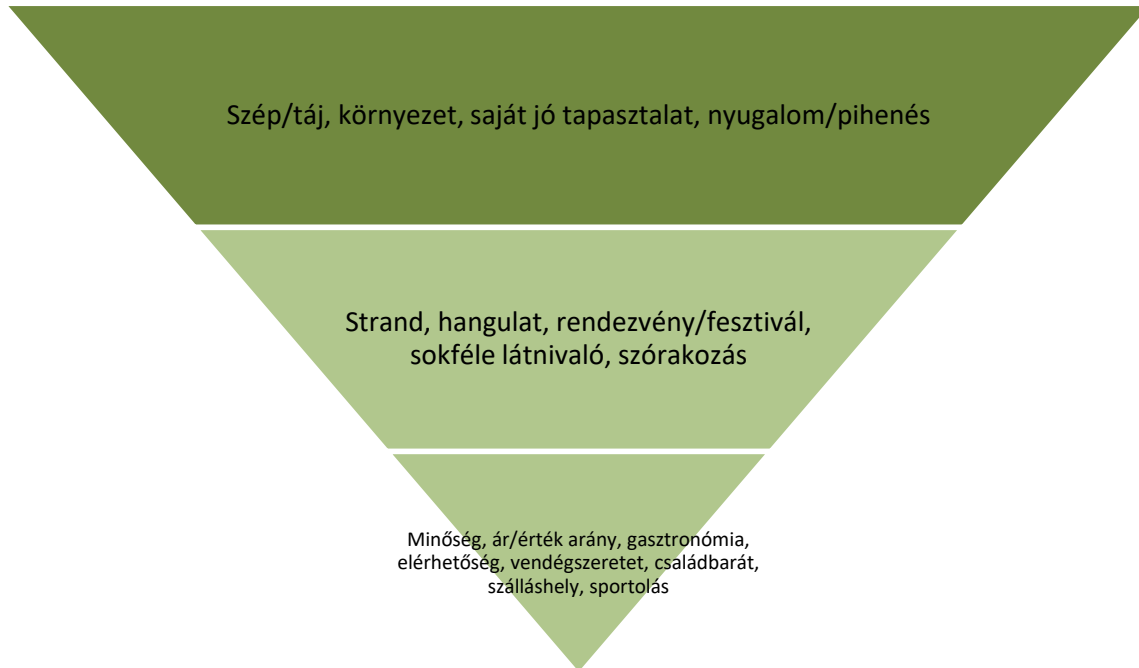 Szép/táj, környezet, saját jó tapasztalat, nyugalom/pihenés
Strand, hangulat, rendezvény/fesztivál,
sokféle látnivaló, szórakozás
Minőség, ár/érték arány, gasztronómia,
elérhetőség, vendégszeretet, családbarát,
szálláshely, sportolás